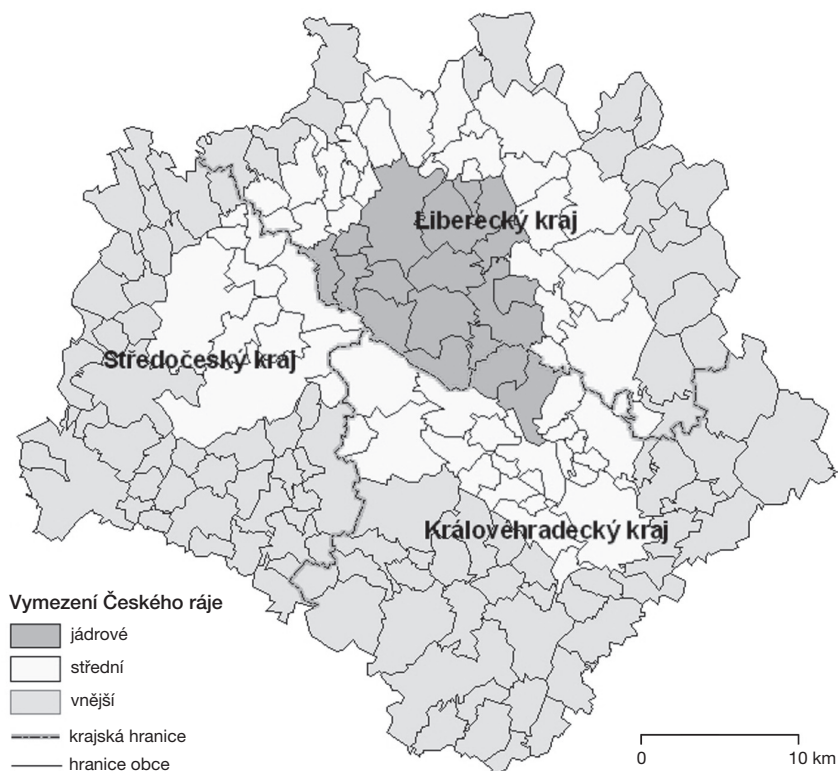 Liberecký kraj
Středočeský kraj
Královéhradecký kraj
Vymezení Českého ráje
jádrové
střední
vnější
krajská hranice
hranice obce
0 10 km